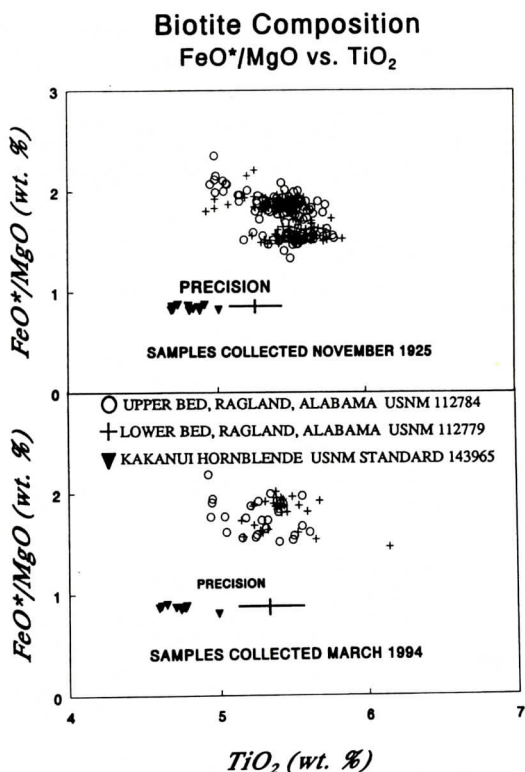 Biotite Composition
FeO*/MgO vs. TiO2
FeO*/MgO (wt. %)
3
2
1
0
PRECISION
SAMPLES COLLECTED NOVEMBER 1925
UPPER BED, RAGLAND, ALABAMA USNM 112784
LOWER BED, RAGLAND, ALABAMA USNM 112779
KAKANUI HORNBLENDE USNM STANDARD 143965
FeO*/MgO (wt. %)
2
1
0
PRECISION
SAMPLES COLLECTED MARCH 1994
4 5 6 7
TiO2 (wt. %)